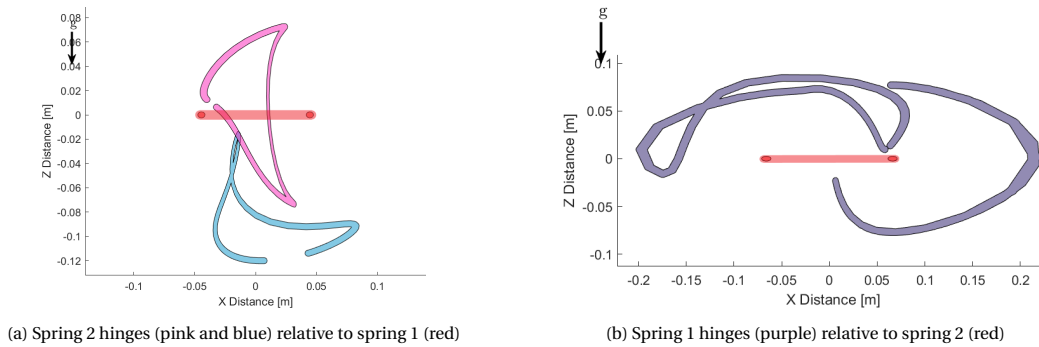 0.08
0.06
g
0.04
0.02
0
-0.02
-0.04
-0.06
-0.08
-0.1
-0.12
Z Distance [m]
-0.1 -0.05 0 0.05 0.1
X Distance [m]
(a) Spring 2 hinges (pink and blue) relative to spring 1 (red)
g
0.1
0.05
0
-0.05
-0.1
Z Distance [m]
-0.2 -0.15 -0.1 -0.05 0 0.05 0.1 0.15 0.2
X Distance [m]
(b) Spring 1 hinges (purple) relative to spring 2 (red)